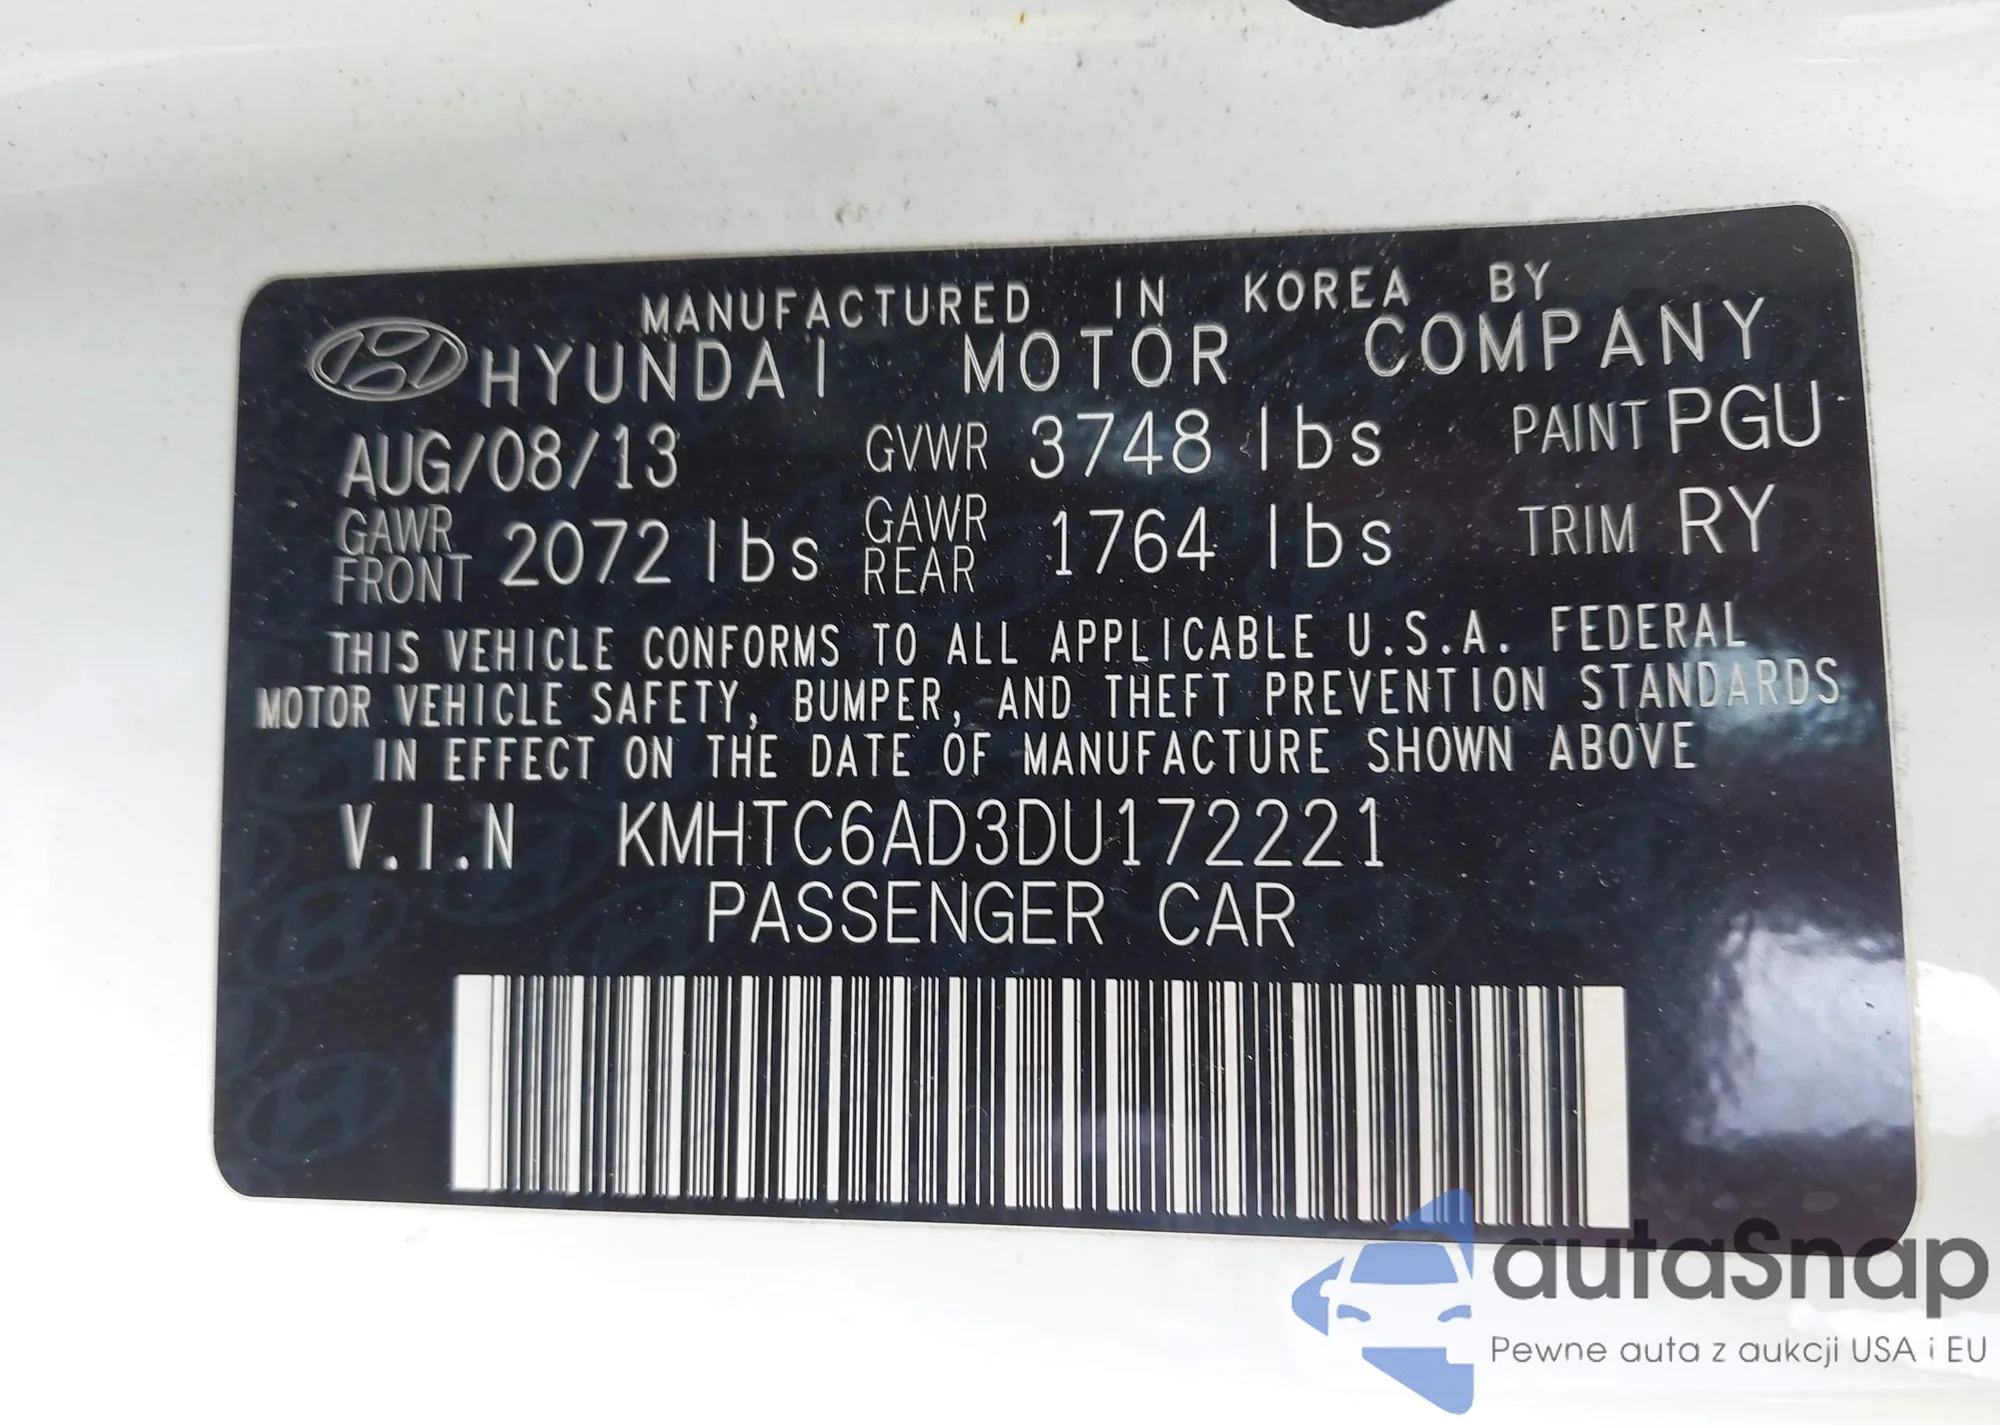 MANUFACTURED IN KOREA BY
HYUNDAI MOTOR COMPANY
AUG/08/13 GVWR 3748 lbs PAINT PGU
GAWR FRONT 2072 lbs GAWR REAR 1764 lbs TRIM RY
THIS VEHICLE CONFORMS TO ALL APPLICABLE U.S.A. FEDERAL
MOTOR VEHICLE SAFETY, BUMPER, AND THEFT PREVENTION STANDARDS
IN EFFECT ON THE DATE OF MANUFACTURE SHOWN ABOVE
V.I.N KMHTC6AD3DU172221
PASSENGER CAR
autaSnap
Pewne auta z aukcji USA i EU